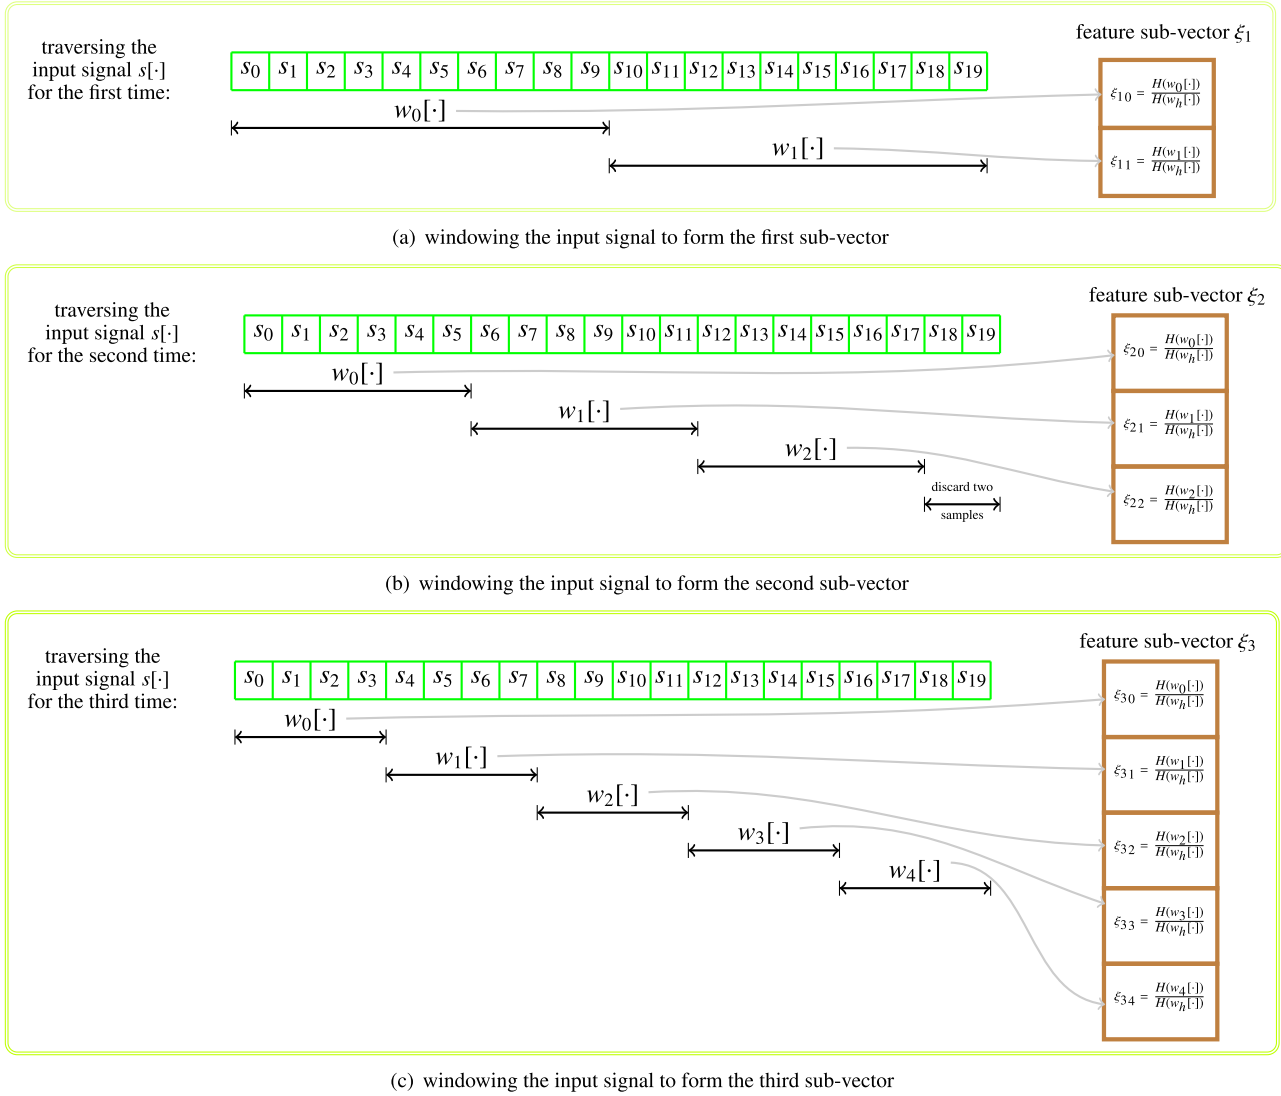 traversing the
input signal s[·]
for the first time:
s0 s1 s2 s3 s4 s5 s6 s7 s8 s9 s10 s11 s12 s13 s14 s15 s16 s17 s18 s19
feature sub-vector ξ1
w0[·]
w1[·]
ξ10 = H(w0[·]) / H(wh[·])
ξ11 = H(w1[·]) / H(wh[·])
(a) windowing the input signal to form the first sub-vector
traversing the
input signal s[·]
for the second time:
s0 s1 s2 s3 s4 s5 s6 s7 s8 s9 s10 s11 s12 s13 s14 s15 s16 s17 s18 s19
feature sub-vector ξ2
w0[·]
w1[·]
w2[·]
discard two
samples
ξ20 = H(w0[·]) / H(wh[·])
ξ21 = H(w1[·]) / H(wh[·])
ξ22 = H(w2[·]) / H(wh[·])
(b) windowing the input signal to form the second sub-vector
traversing the
input signal s[·]
for the third time:
s0 s1 s2 s3 s4 s5 s6 s7 s8 s9 s10 s11 s12 s13 s14 s15 s16 s17 s18 s19
feature sub-vector ξ3
w0[·]
w1[·]
w2[·]
w3[·]
w4[·]
ξ30 = H(w0[·]) / H(wh[·])
ξ31 = H(w1[·]) / H(wh[·])
ξ32 = H(w2[·]) / H(wh[·])
ξ33 = H(w3[·]) / H(wh[·])
ξ34 = H(w4[·]) / H(wh[·])
(c) windowing the input signal to form the third sub-vector